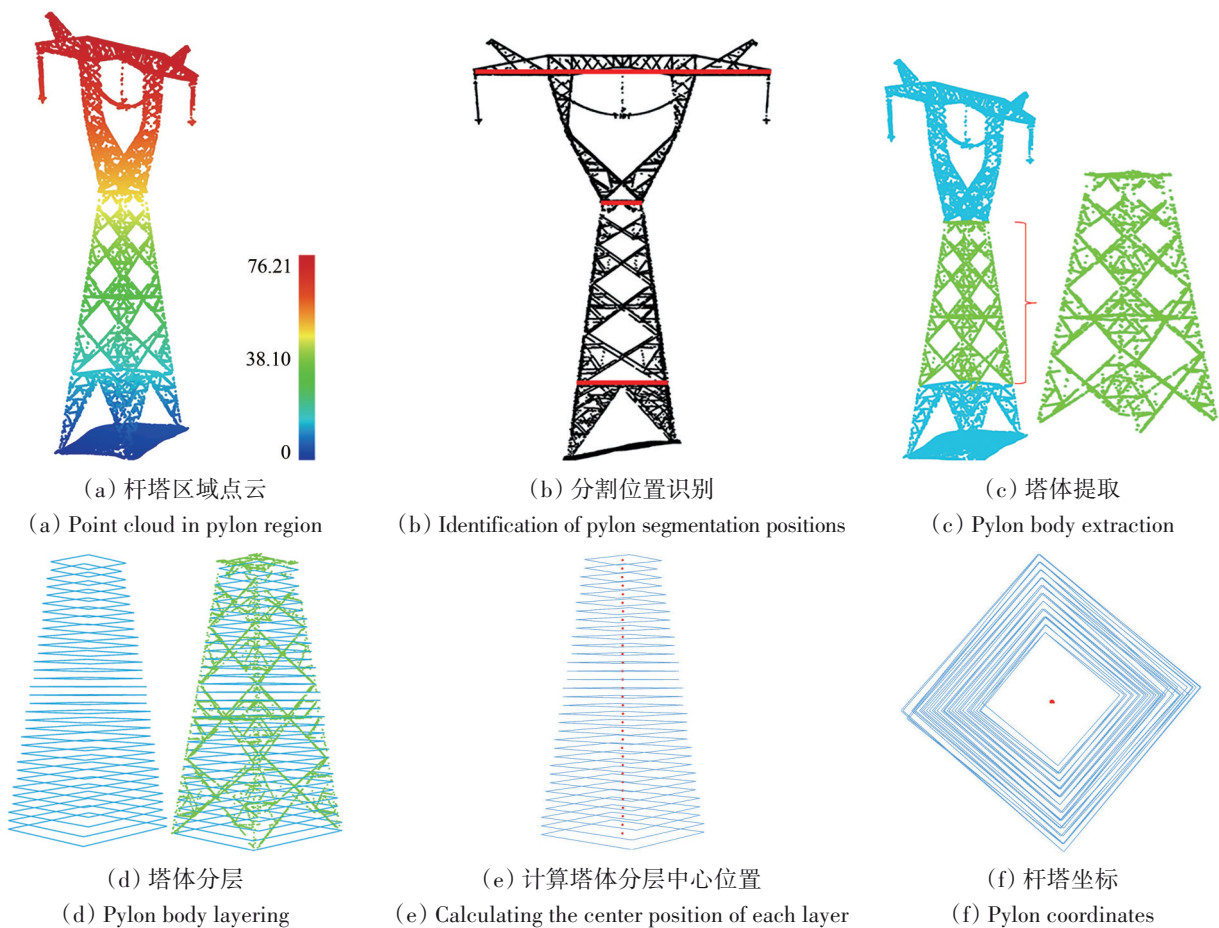 76.21
38.10
0
(a) 杆塔区域点云
(a) Point cloud in pylon region
(b) 分割位置识别
(b) Identification of pylon segmentation positions
(c) 塔体提取
(c) Pylon body extraction
(d) 塔体分层
(d) Pylon body layering
(e) 计算塔体分层中心位置
(e) Calculating the center position of each layer
(f) 杆塔坐标
(f) Pylon coordinates